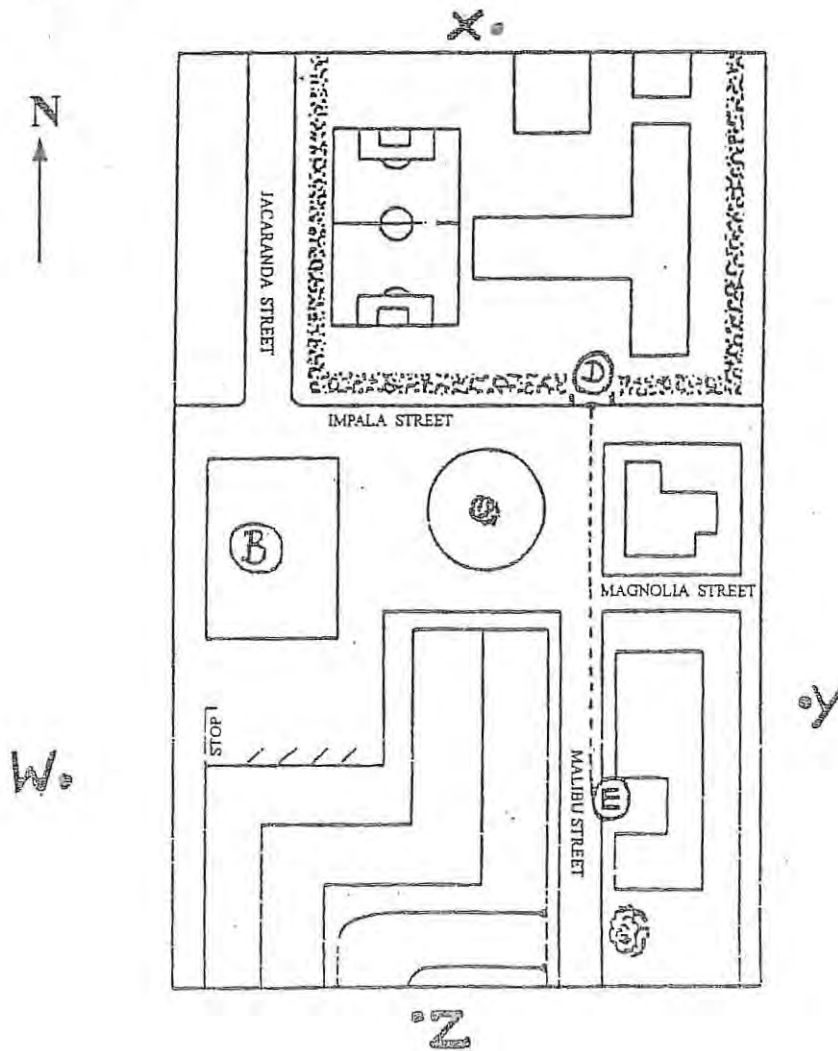 X.
N
JACARANDA STREET
D
IMPALA STREET
B
MAGNOLIA STREET
.Y
STOP
W.
MALIBU STREET
E
.Z